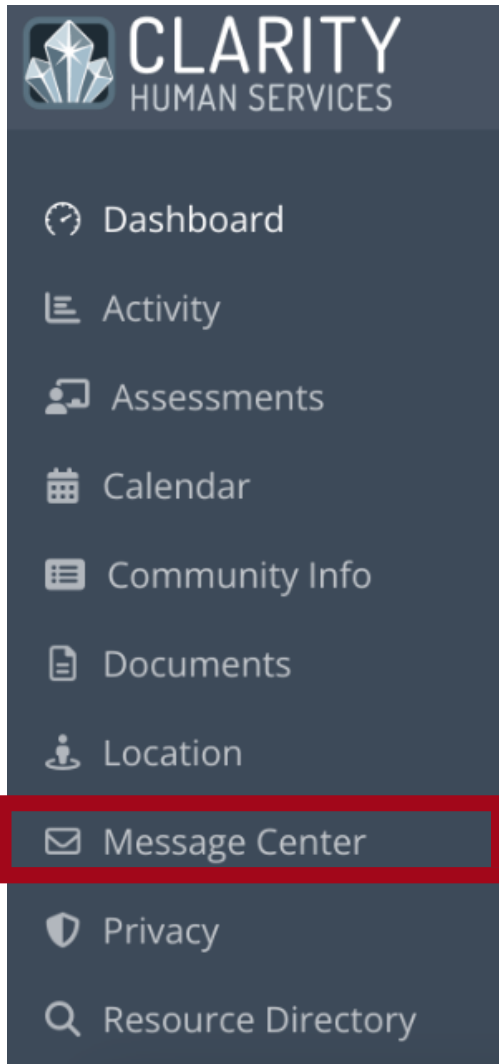 CLARITY
HUMAN SERVICES
Dashboard
Activity
Assessments
Calendar
Community Info
Documents
Location
Message Center
Privacy
Resource Directory